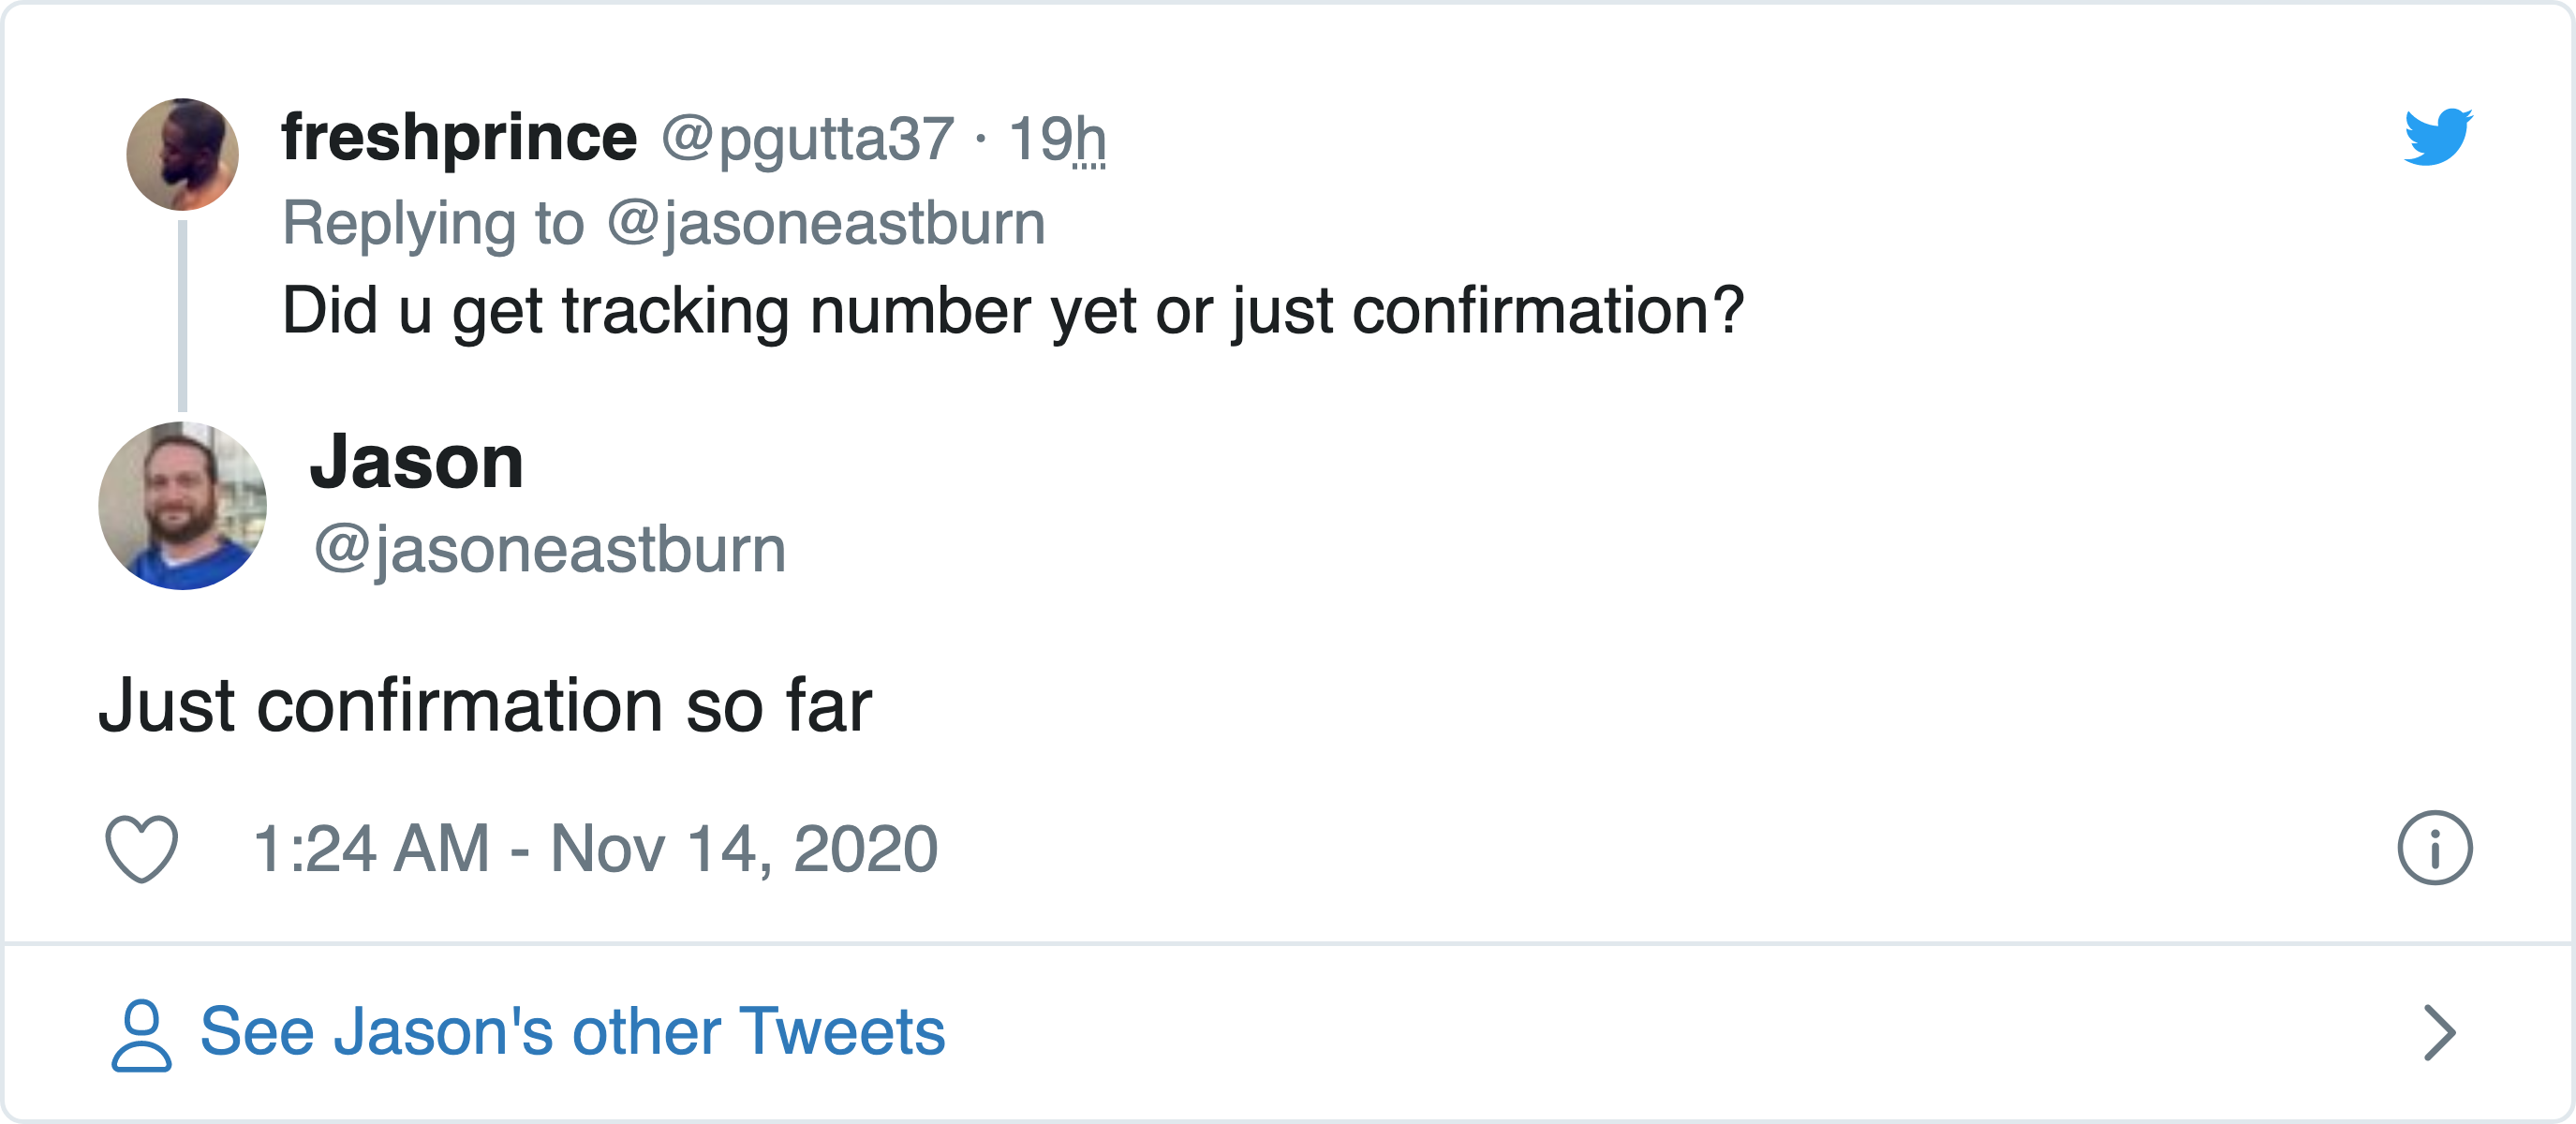 freshprince @pgutta37 · 19h
Replying to @jasoneastburn
Did u get tracking number yet or just confirmation?
Jason
@jasoneastburn
Just confirmation so far
1:24 AM - Nov 14, 2020
See Jason's other Tweets